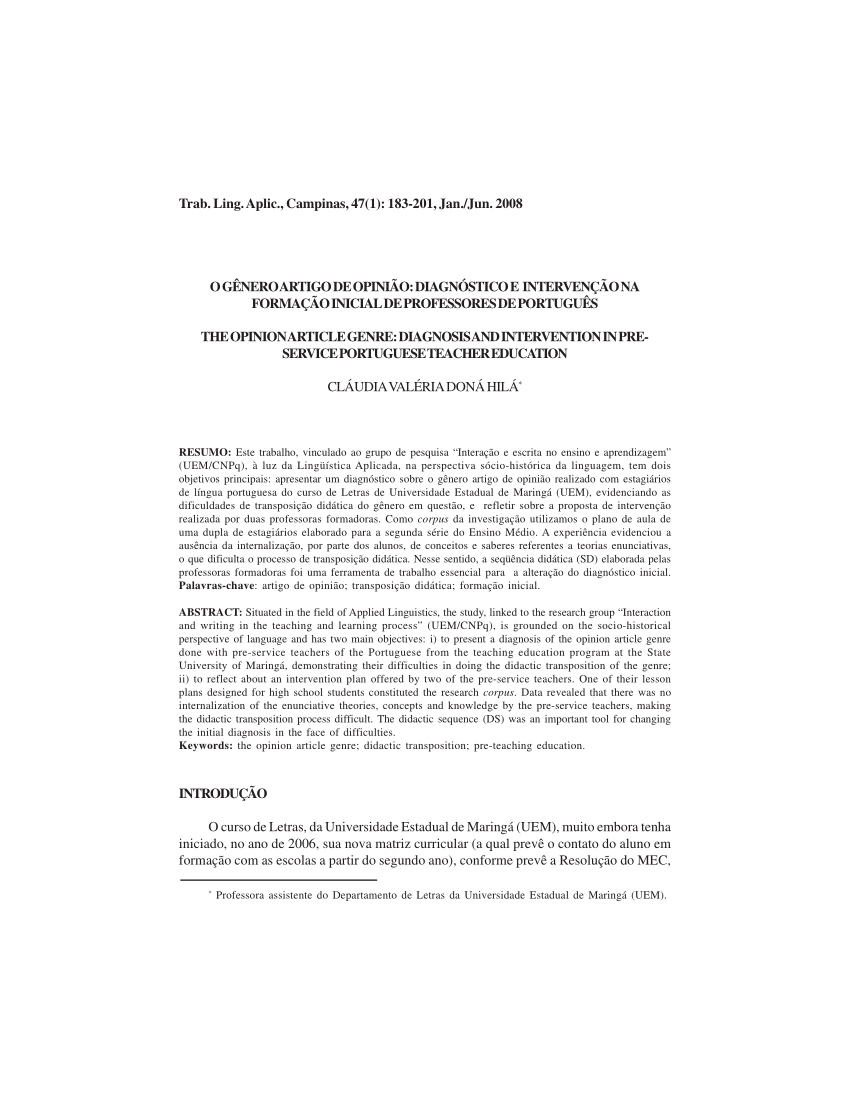 Trab. Ling. Aplic., Campinas, 47(1): 183-201, Jan./Jun. 2008
O GÊNERO ARTIGO DE OPINIÃO: DIAGNÓSTICO E INTERVENÇÃO NA
FORMAÇÃO INICIAL DE PROFESSORES DE PORTUGUÊS
THE OPINION ARTICLE GENRE: DIAGNOSIS AND INTERVENTION IN PRE-
SERVICE PORTUGUESE TEACHER EDUCATION
CLÁUDIA VALÉRIA DONÁ HILÁ*
RESUMO: Este trabalho, vinculado ao grupo de pesquisa “Interação e escrita no ensino e aprendizagem”
(UEM/CNPq), à luz da Lingüística Aplicada, na perspectiva sócio-histórica da linguagem, tem dois
objetivos principais: apresentar um diagnóstico sobre o gênero artigo de opinião realizado com estagiários
de língua portuguesa do curso de Letras de Universidade Estadual de Maringá (UEM), evidenciando as
dificuldades de transposição didática do gênero em questão, e refletir sobre a proposta de intervenção
realizada por duas professoras formadoras. Como corpus da investigação utilizamos o plano de aula de
uma dupla de estagiários elaborado para a segunda série do Ensino Médio. A experiência evidenciou a
ausência da internalização, por parte dos alunos, de conceitos e saberes referentes a teorias enunciativas,
o que dificulta o processo de transposição didática. Nesse sentido, a seqüência didática (SD) elaborada pelas
professoras formadoras foi uma ferramenta de trabalho essencial para a alteração do diagnóstico inicial.
Palavras-chave: artigo de opinião; transposição didática; formação inicial.
ABSTRACT: Situated in the field of Applied Linguistics, the study, linked to the research group “Interaction
and writing in the teaching and learning process” (UEM/CNPq), is grounded on the socio-historical
perspective of language and has two main objectives: i) to present a diagnosis of the opinion article genre
done with pre-service teachers of the Portuguese from the teaching education program at the State
University of Maringá, demonstrating their difficulties in doing the didactic transposition of the genre;
ii) to reflect about an intervention plan offered by two of the pre-service teachers. One of their lesson
plans designed for high school students constituted the research corpus. Data revealed that there was no
internalization of the enunciative theories, concepts and knowledge by the pre-service teachers, making
the didactic transposition process difficult. The didactic sequence (DS) was an important tool for changing
the initial diagnosis in the face of difficulties.
Keywords: the opinion article genre; didactic transposition; pre-teaching education.
INTRODUÇÃO
O curso de Letras, da Universidade Estadual de Maringá (UEM), muito embora tenha
iniciado, no ano de 2006, sua nova matriz curricular (a qual prevê o contato do aluno em
formação com as escolas a partir do segundo ano), conforme prevê a Resolução do MEC,
* Professora assistente do Departamento de Letras da Universidade Estadual de Maringá (UEM).